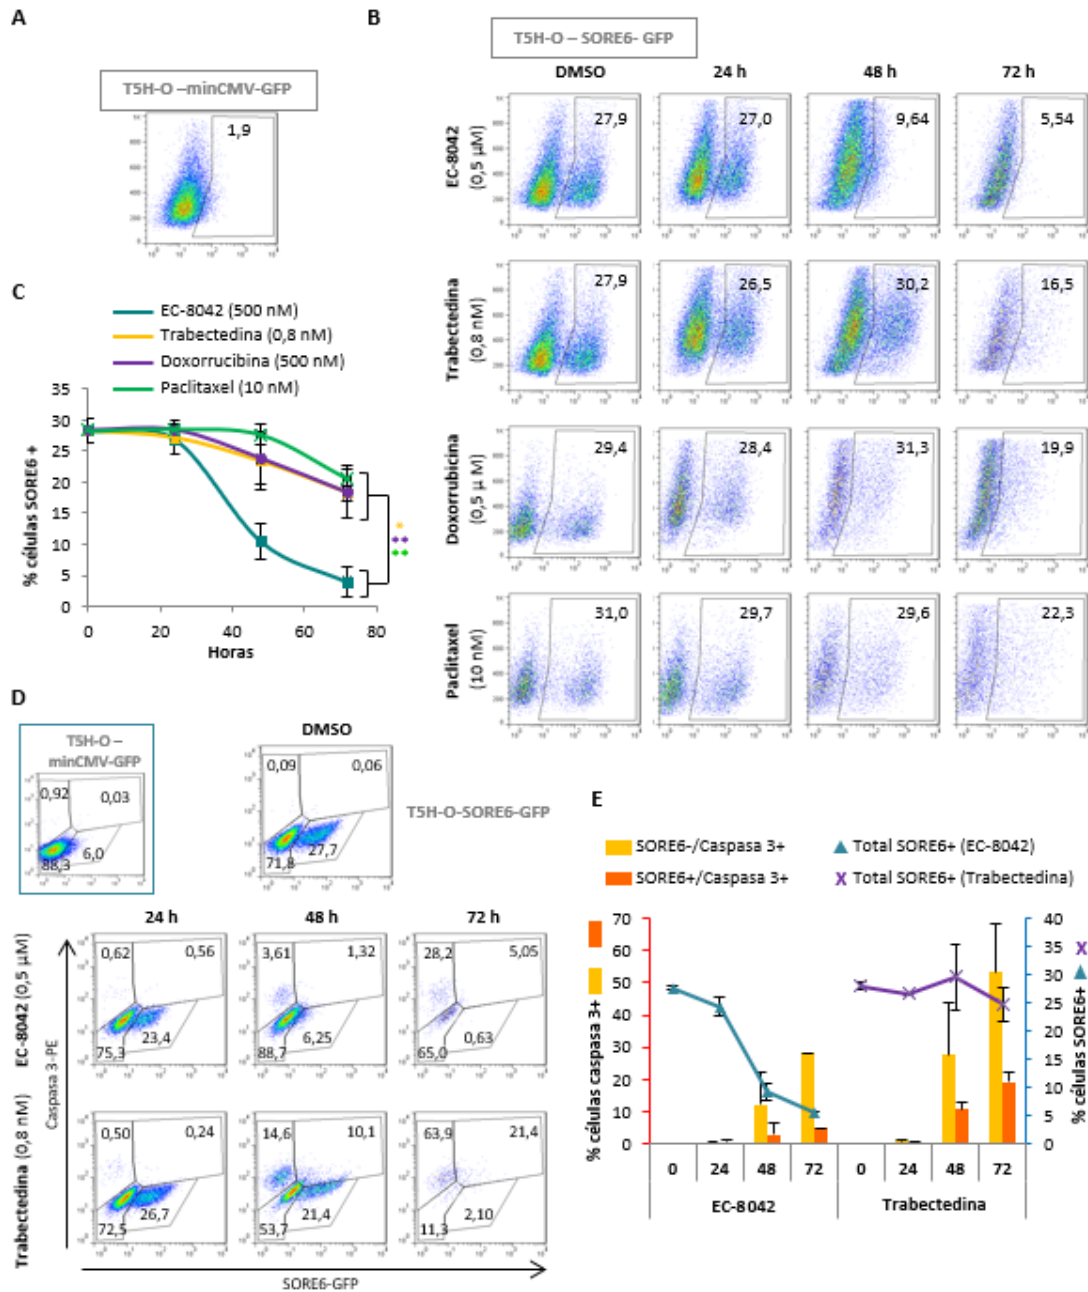 A
T5H-O –minCMV-GFP
1,9
B
T5H-O – SORE6- GFP
DMSO 24 h 48 h 72 h
EC-8042 (0,5 µM)
27,9 27,0 9,64 5,54
Trabectedina (0,8 nM)
27,9 26,5 30,2 16,5
Doxorrubicina (0,5 µM)
29,4 28,4 31,3 19,9
Paclitaxel (10 nM)
31,0 29,7 29,6 22,3
C
EC-8042 (500 nM)
Trabectedina (0,8 nM)
Doxorrucibina (500 nM)
Paclitaxel (10 nM)
% células SORE6 +
35
30
25
20
15
10
5
0
*
**
**
0 20 40 60 80
Horas
D
T5H-O –
minCMV-GFP
0,92 0,03
88,3 6,0
DMSO
0,09 0,06
71,8 27,7
T5H-O-SORE6-GFP
24 h 48 h 72 h
EC-8042 (0,5 µM)
0,62 0,56 3,61 1,32 28,2 5,05
75,3 23,4 88,7 6,25 65,0 0,63
Trabectedina (0,8 nM)
0,50 0,24 14,6 10,1 63,9 21,4
72,5 26,7 53,7 21,4 11,3 2,10
Caspasa 3-PE
SORE6-GFP
E
SORE6-/Caspasa 3+ Total SORE6+ (EC-8042)
SORE6+/Caspasa 3+ Total SORE6+ (Trabectedina)
% células caspasa 3+
70
60
50
40
30
20
10
0
40
35
30
25
20
15
10
5
0
% células SORE6+
0 24 48 72 0 24 48 72
EC-8042 Trabectedina